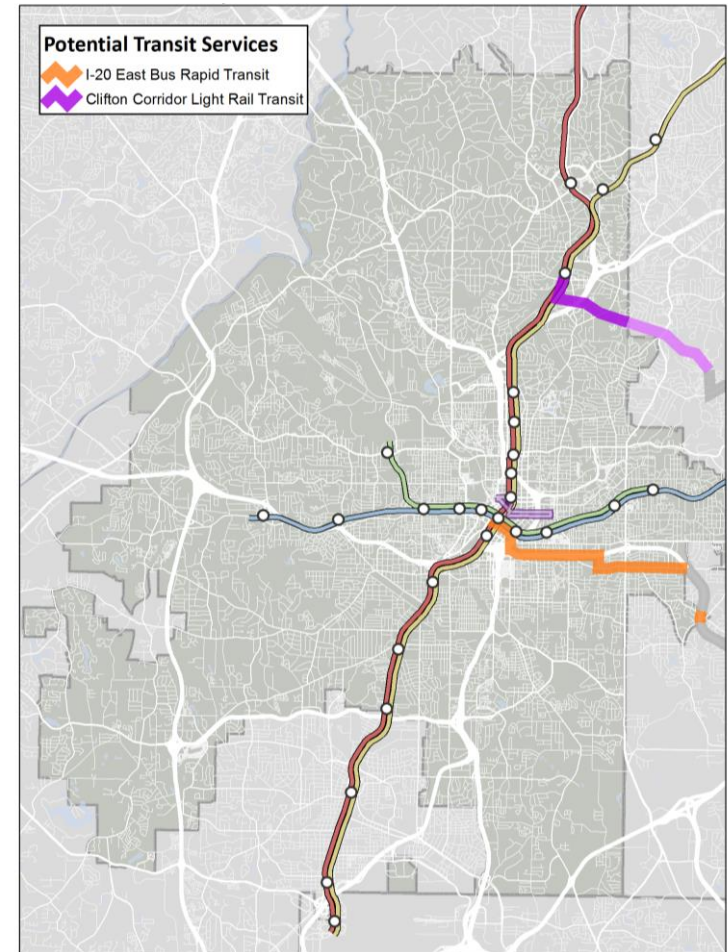 Potential Transit Services
I-20 East Bus Rapid Transit
Clifton Corridor Light Rail Transit